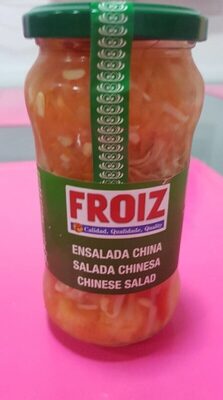 FROIZ
Calidad, Qualidade, Quality
ENSALADA CHINA
SALADA CHINESA
CHINESE SALAD